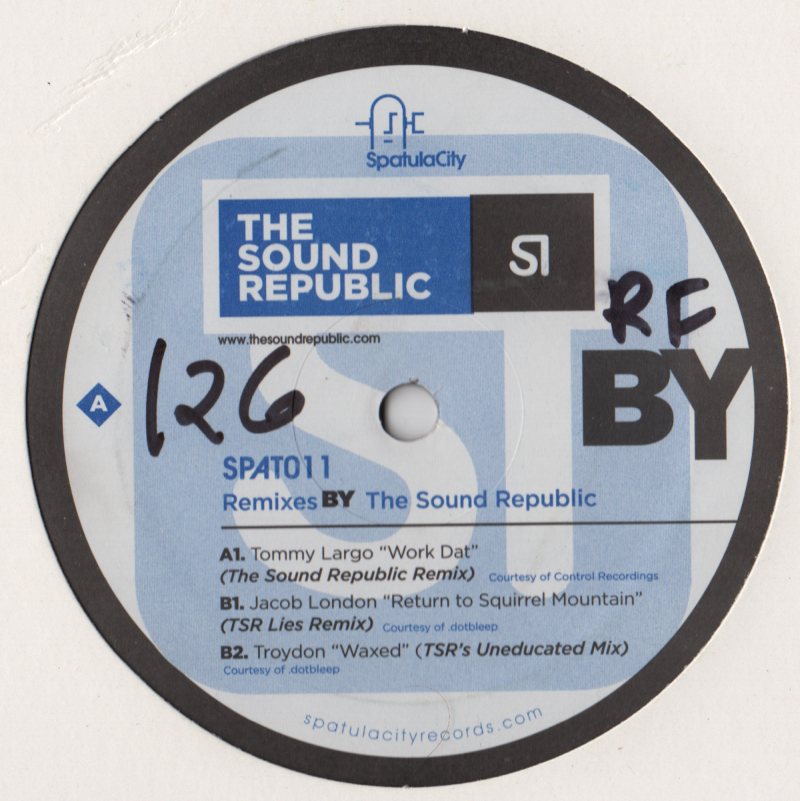 SpatulaCity
THE
SOUND
REPUBLIC
S1
www.thesoundrepublic.com
RF
BY
A
126
SPAT011
Remixes BY The Sound Republic
A1. Tommy Largo "Work Dat"
(The Sound Republic Remix) Courtesy of Control Recordings
B1. Jacob London "Return to Squirrel Mountain"
(TSR Lies Remix) Courtesy of .dotbleep
B2. Troydon "Waxed" (TSR's Uneducated Mix)
Courtesy of .dotbleep
spatulacityrecords.com